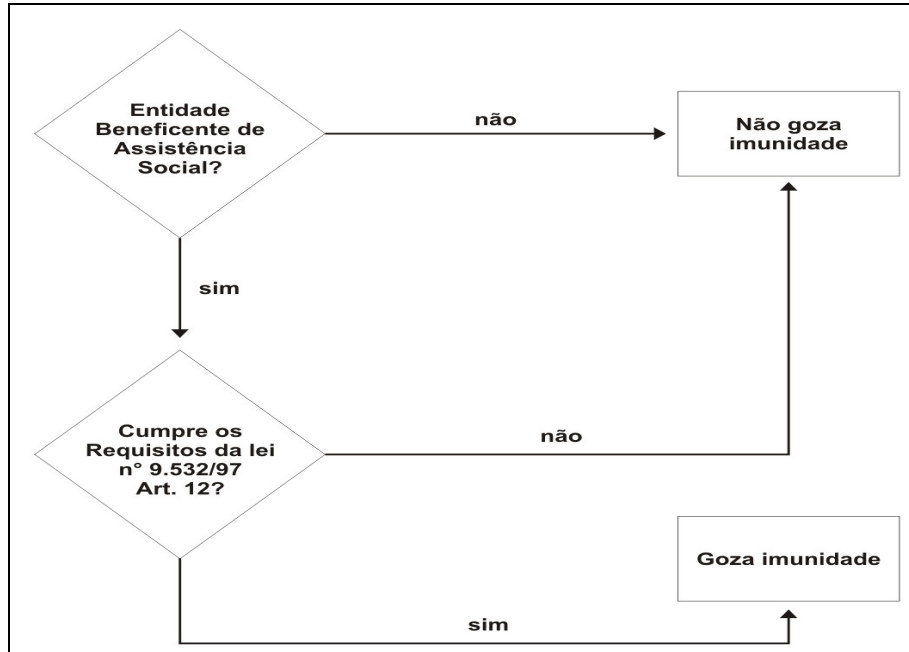 Entidade
Beneficente de
Assistência
Social?
não
Não goza
imunidade
sim
Cumpre os
Requisitos da lei
n° 9.532/97
Art. 12?
não
Goza imunidade
sim